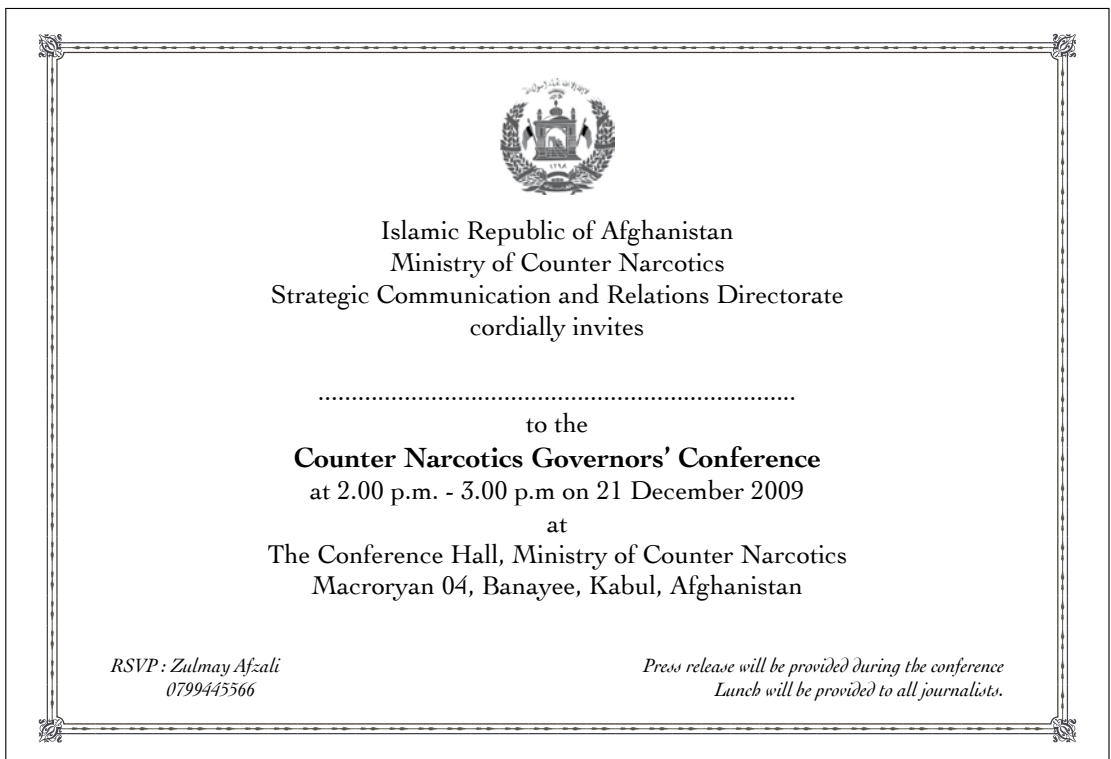 ١٢٩٨
Islamic Republic of Afghanistan
Ministry of Counter Narcotics
Strategic Communication and Relations Directorate
cordially invites
......................................................................
to the
Counter Narcotics Governors’ Conference
at 2.00 p.m. - 3.00 p.m on 21 December 2009
at
The Conference Hall, Ministry of Counter Narcotics
Macroryan 04, Banayee, Kabul, Afghanistan
RSVP : Zulmay Afzali
0799445566
Press release will be provided during the conference
Lunch will be provided to all journalists.